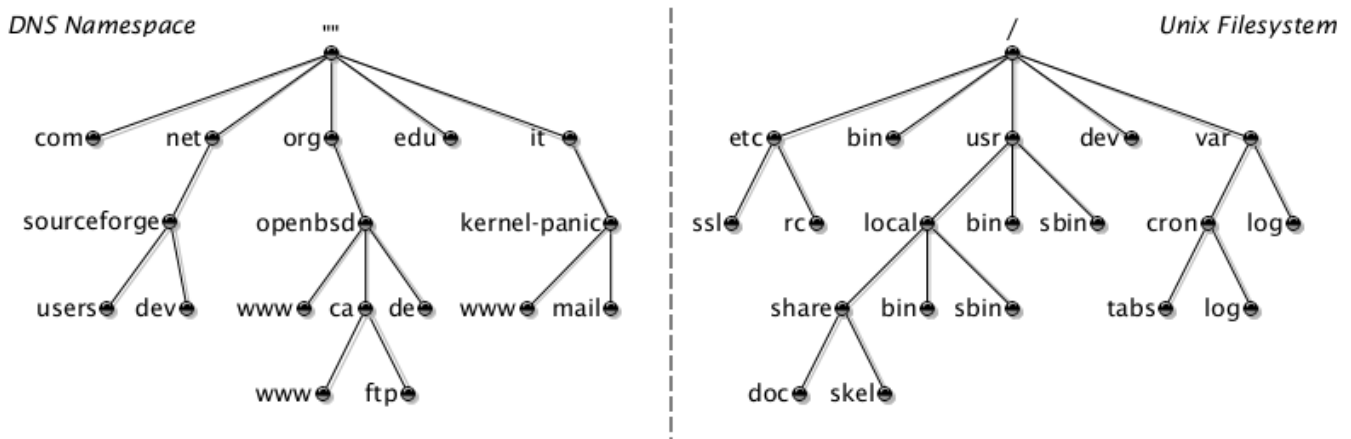 DNS Namespace "" / Unix Filesystem
com net org edu it etc bin usr dev var
sourceforge openbsd kernel-panic ssl rc local bin sbin cron log
users dev www ca de www mail share bin sbin tabs log
www ftp doc skel